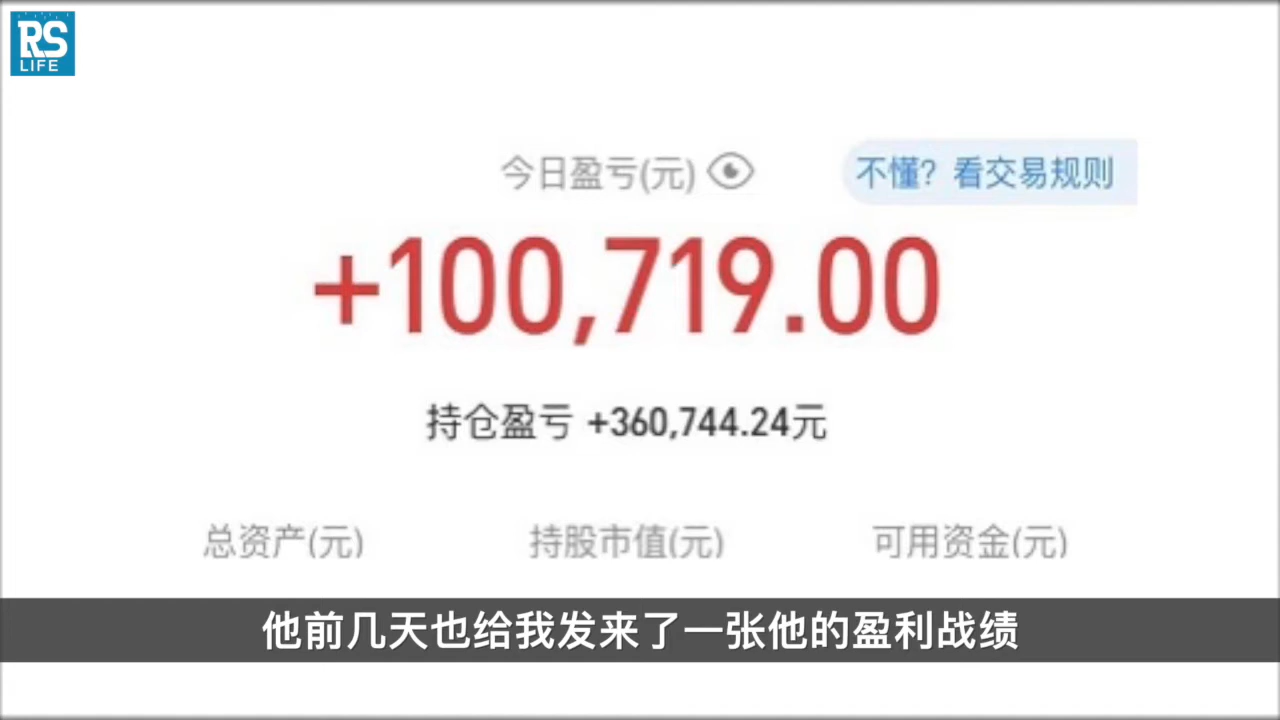 RS
LIFE
今日盈亏(元)
不懂？看交易规则
+100,719.00
持仓盈亏 +360,744.24元
总资产(元)
持股市值(元)
可用资金(元)
他前几天也给我发来了一张他的盈利战绩